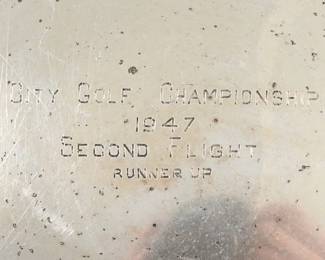 CITY GOLF CHAMPIONSHIP
1947
SECOND FLIGHT
RUNNER UP